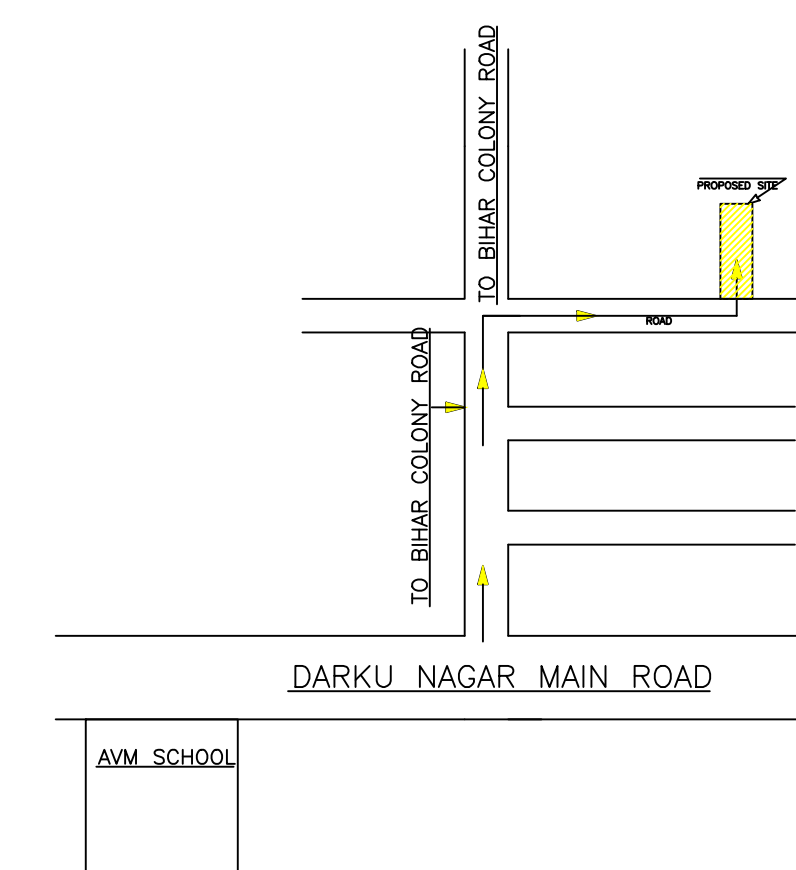 TO BIHAR COLONY ROAD
PROPOSED SITE
ROAD
TO BIHAR COLONY ROAD
DARKU NAGAR MAIN ROAD
AVM SCHOOL